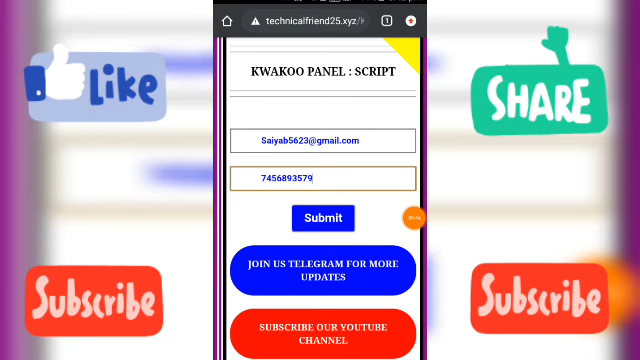 technicalfriend25.xyz/k
1
KWAKOO PANEL : SCRIPT
Saiyab5623@gmail.com
7456893579
Submit
JOIN US TELEGRAM FOR MORE
UPDATES
SUBSCRIBE OUR YOUTUBE
CHANNEL
Like
SHARE
Subscribe
Subscribe